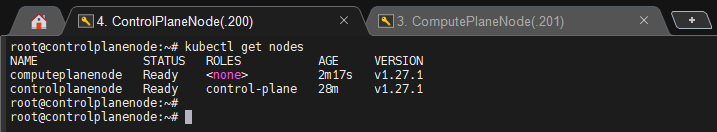 4. ControlPlaneNode(.200)
3. ComputePlaneNode(.201)
root@controlplanenode:~# kubectl get nodes
NAME STATUS ROLES AGE VERSION
computeplanenode Ready <none> 2m17s v1.27.1
controlplanenode Ready control-plane 28m v1.27.1
root@controlplanenode:~#
root@controlplanenode:~#